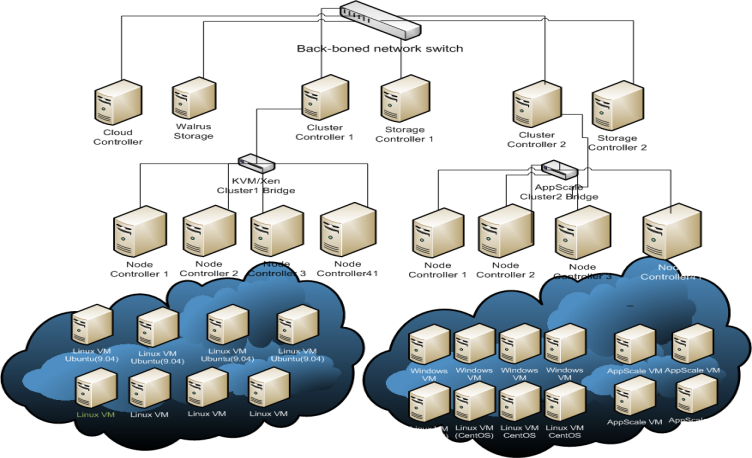 Back-boned network switch
Cloud
Controller
Walrus
Storage
Cluster
Controller 1
Storage
Controller 1
Cluster
Controller 2
Storage
Controller 2
KVM/Xen
Cluster1 Bridge
AppScale
Cluster2 Bridge
Node
Controller 1
Node
Controller 2
Node
Controller 3
Node
Controller41
Node
Controller 1
Node
Controller 2
Node
Controller 3
Controller41
Linux VM
Ubuntu(9.04)
Linux VM
Ubuntu(9.04)
Linux VM
Ubuntu(9.04)
Linux VM
Ubuntu(9.04)
Linux VM
Linux VM
Linux VM
Linux VM
Windows
VM
Windows
VM
Windows
VM
Windows
VM
AppScale VM
AppScale VM
Linux VM
(CentOS)
Linux VM
CentOS
Linux VM
CentOS
AppScale VM